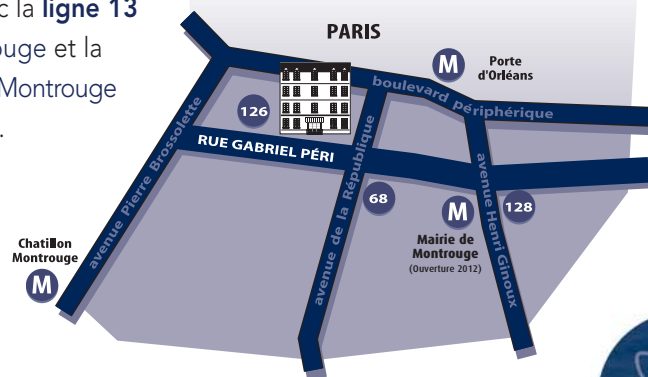 c la ligne 13
ouge et la
Montrouge
.
PARIS
M
Porte
d'Orléans
boulevard périphérique
126
RUE GABRIEL PÉRI
avenue Pierre Brossolette
avenue de la République
68
M
128
avenue Henri Ginoux
Mairie de
Montrouge
(Ouverture 2012)
Chatillon
Montrouge
M